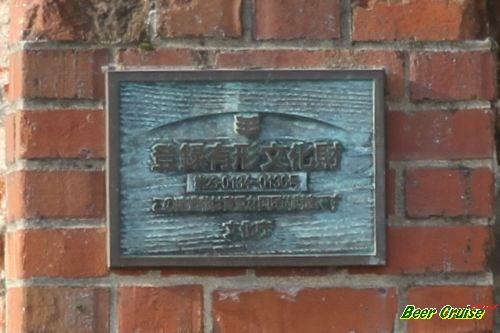 登録有形文化財
この建造物は貴重な国民的財産です
文化庁
Beer Cruise